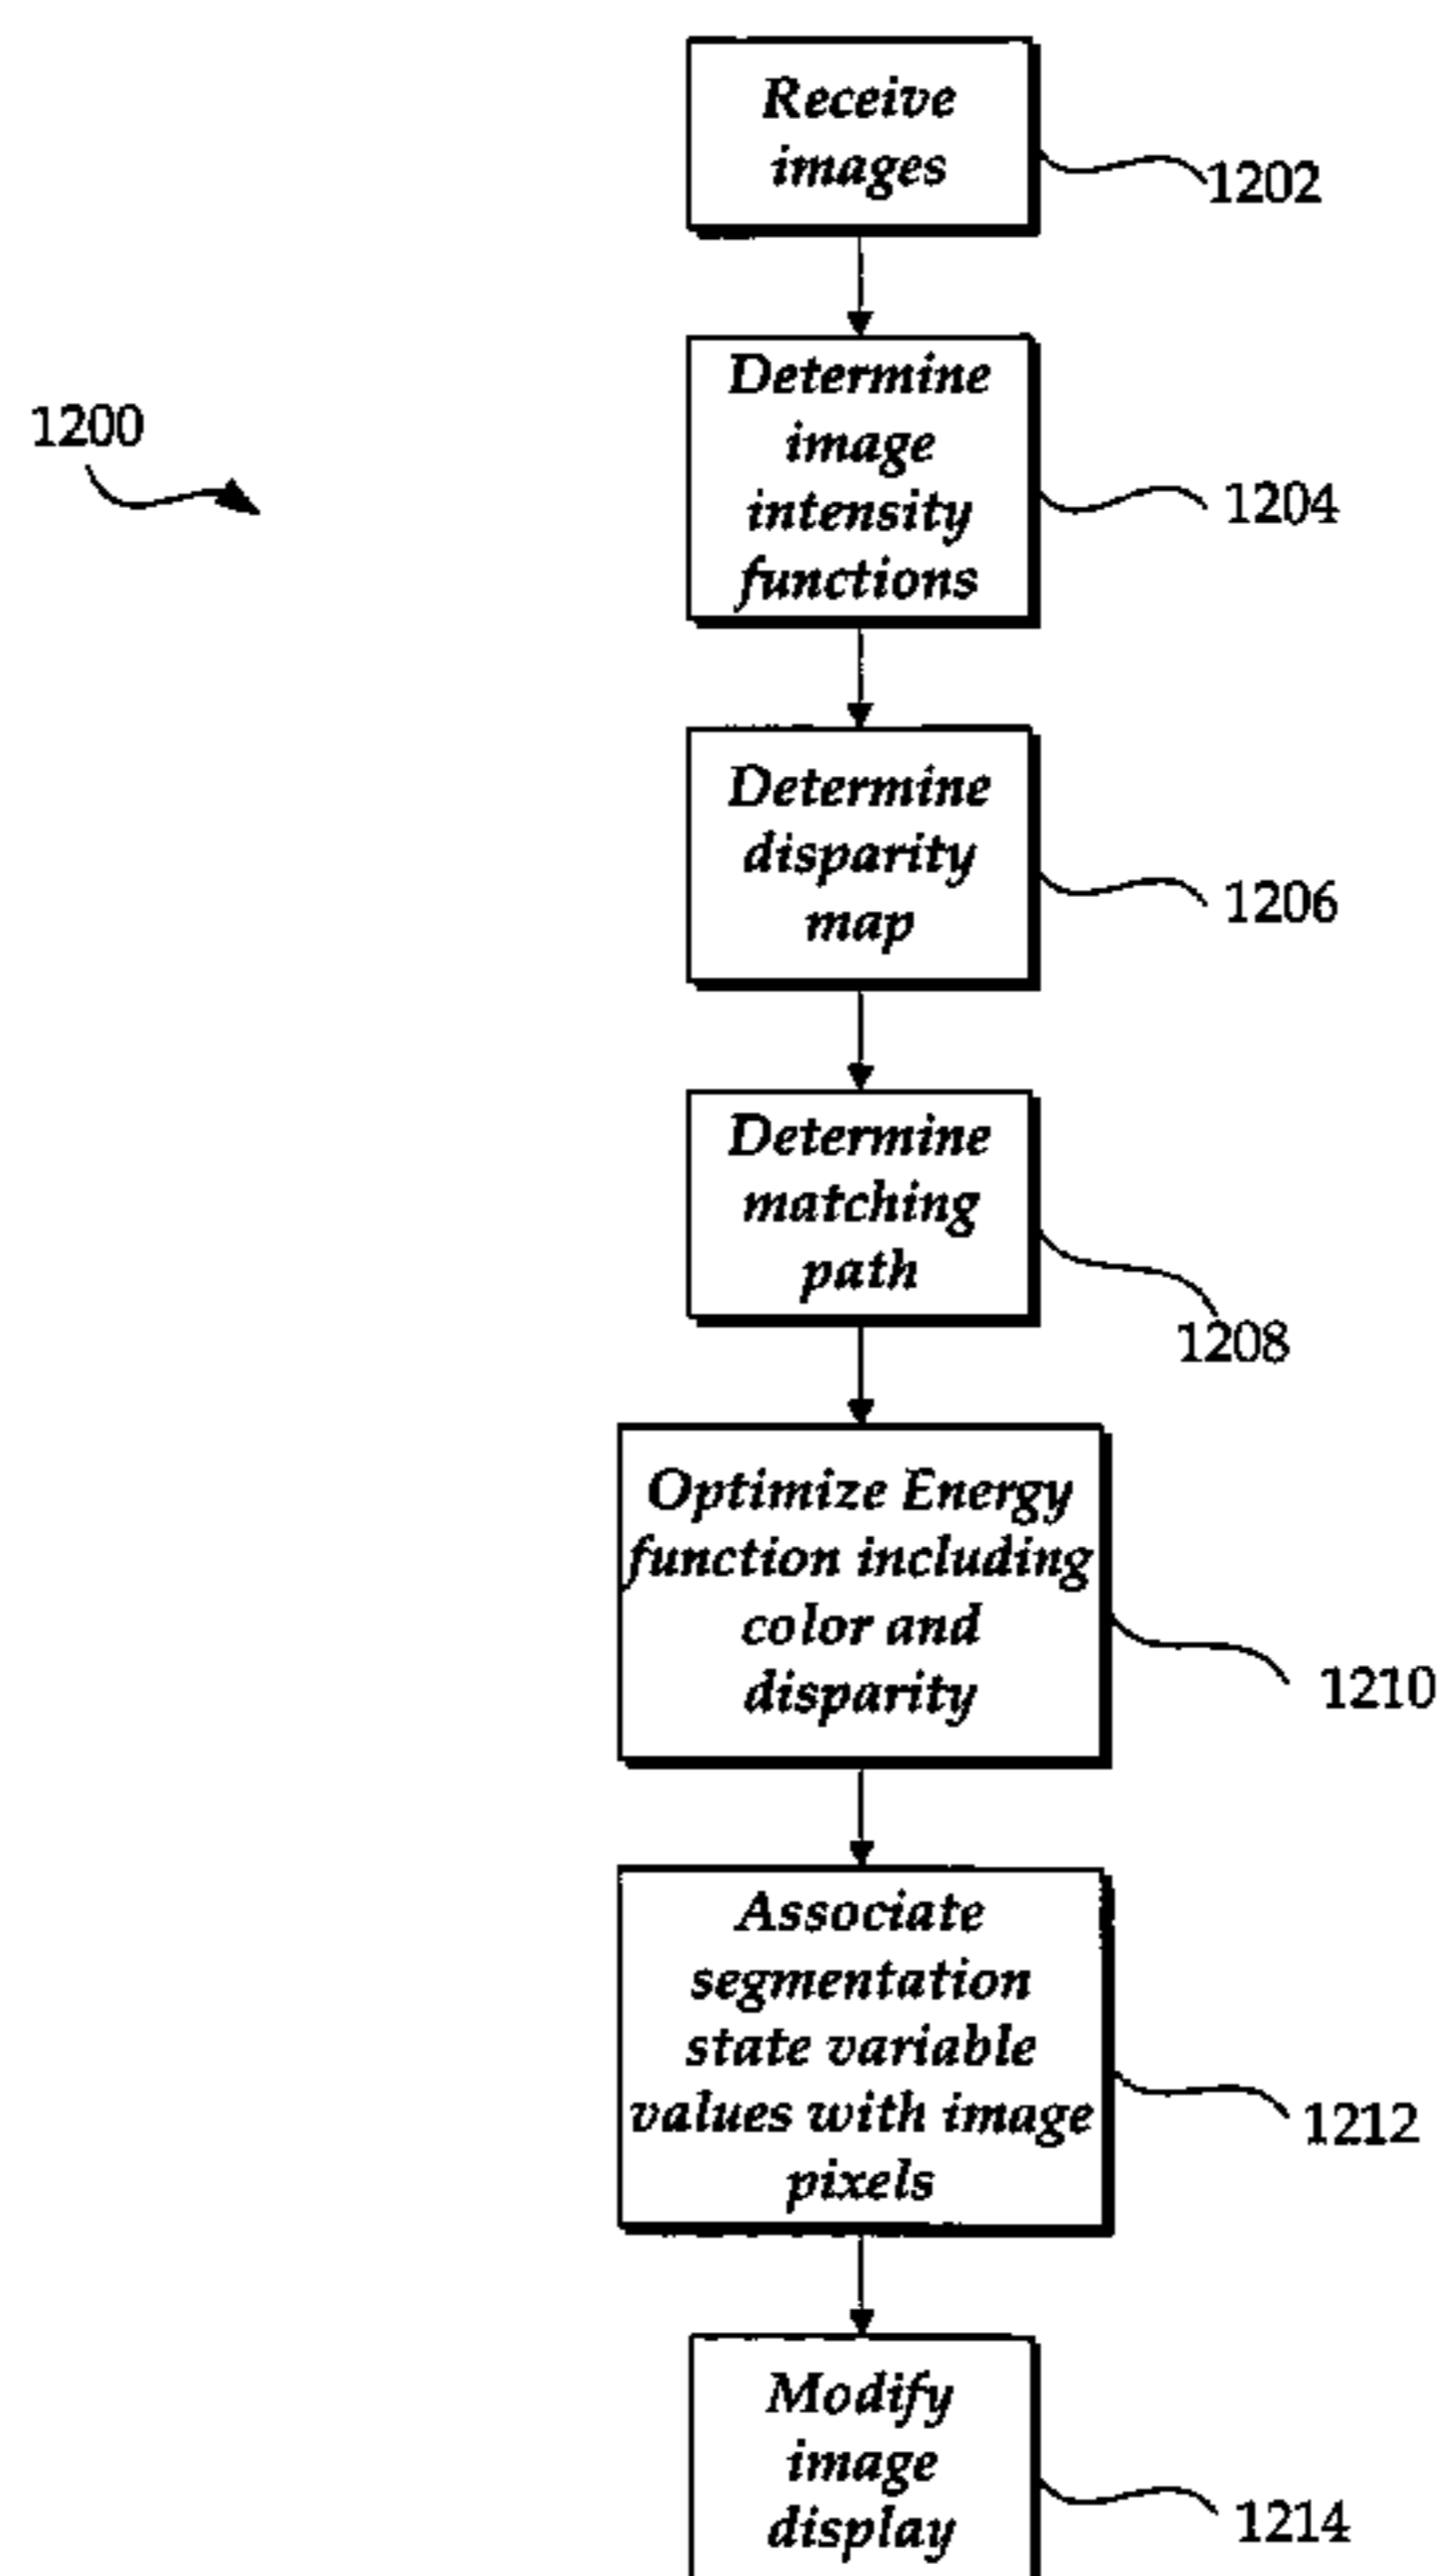 Receive
images
1202
1200
Determine
image
intensity
functions
1204
Determine
disparity
map
1206
Determine
matching
path
1208
Optimize Energy
function including
color and
disparity
1210
Associate
segmentation
state variable
values with image
pixels
1212
Modify
image
display
1214